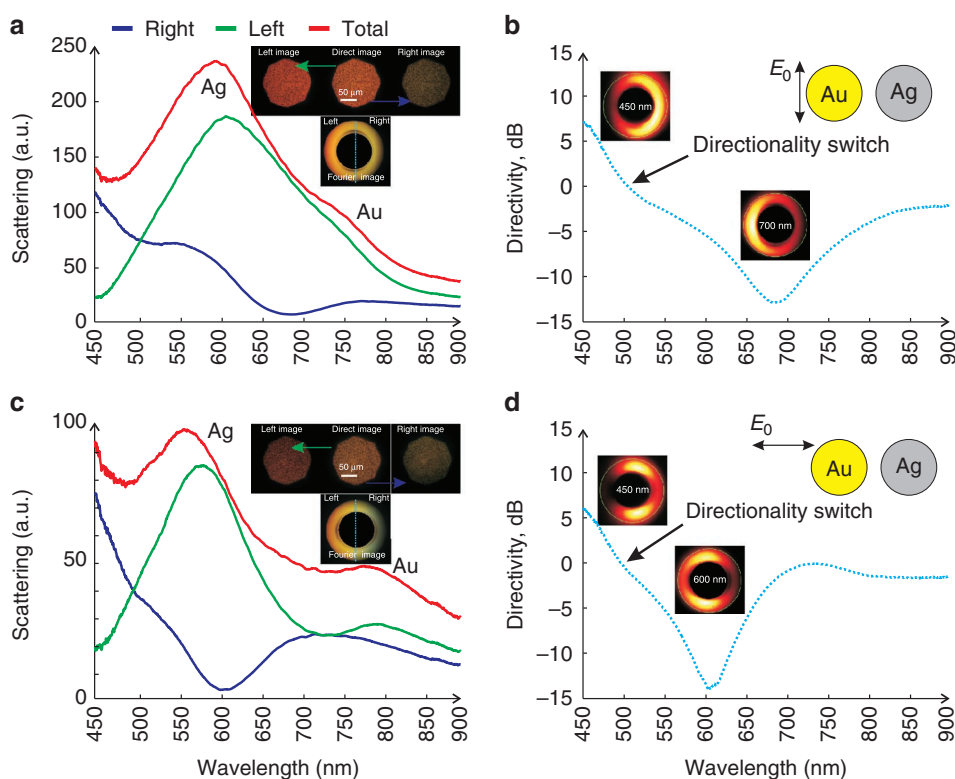 a
Right Left Total
250
200
150
100
50
0
Scattering (a.u.)
Ag
Au
Left image Direct image Right image
50 μm
Left Right
Fourier image
450 500 550 600 650 700 750 800 850 900
b
15
10
5
0
−5
−10
−15
Directivity, dB
E0
Au Ag
450 nm
Directionality switch
700 nm
450 500 550 600 650 700 750 800 850 900
c
100
50
0
Scattering (a.u.)
Ag
Au
Left image Direct image Right image
50 μm
Left Right
Fourier image
450 500 550 600 650 700 750 800 850 900
Wavelength (nm)
d
15
10
5
0
−5
−10
−15
Directivity, dB
E0
Au Ag
450 nm
Directionality switch
600 nm
450 500 550 600 650 700 750 800 850 900
Wavelength (nm)